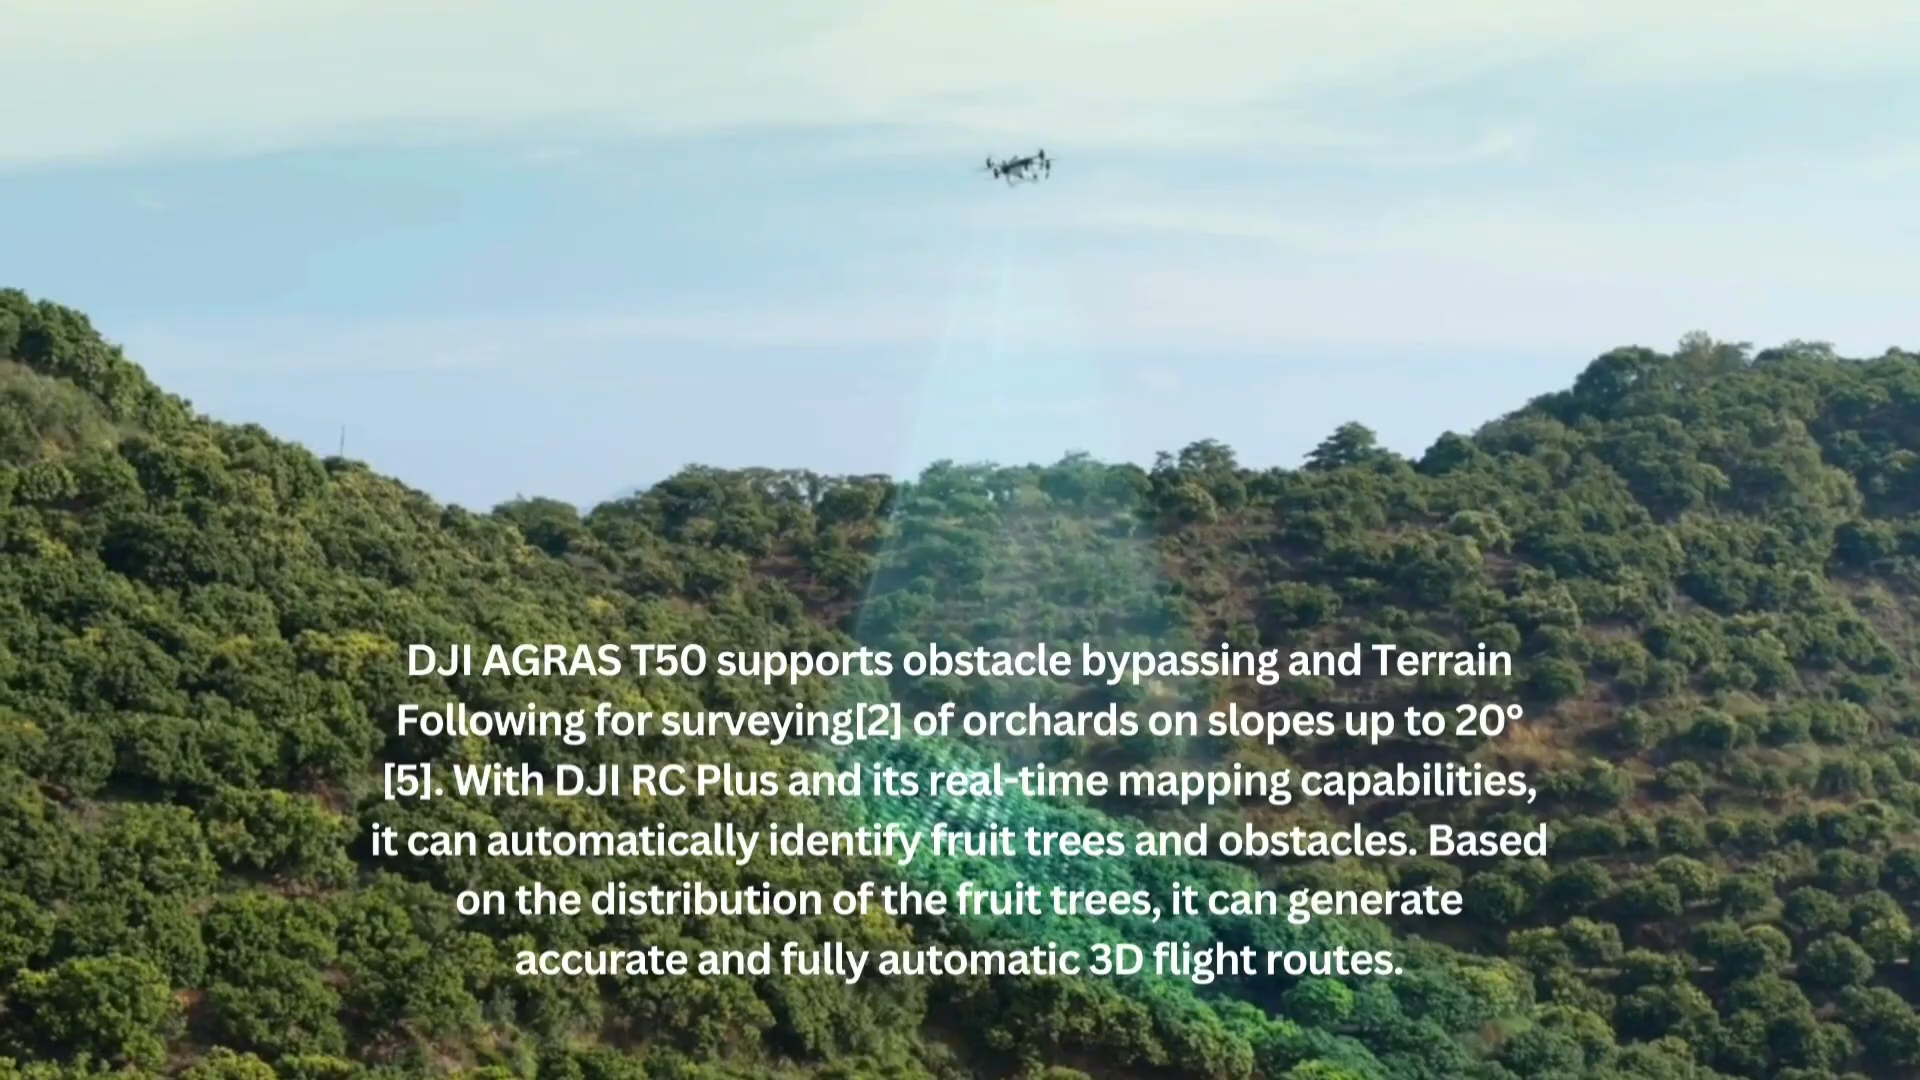 DJI AGRAS T50 supports obstacle bypassing and Terrain
Following for surveying[2] of orchards on slopes up to 20°
[5]. With DJI RC Plus and its real-time mapping capabilities,
it can automatically identify fruit trees and obstacles. Based
on the distribution of the fruit trees, it can generate
accurate and fully automatic 3D flight routes.